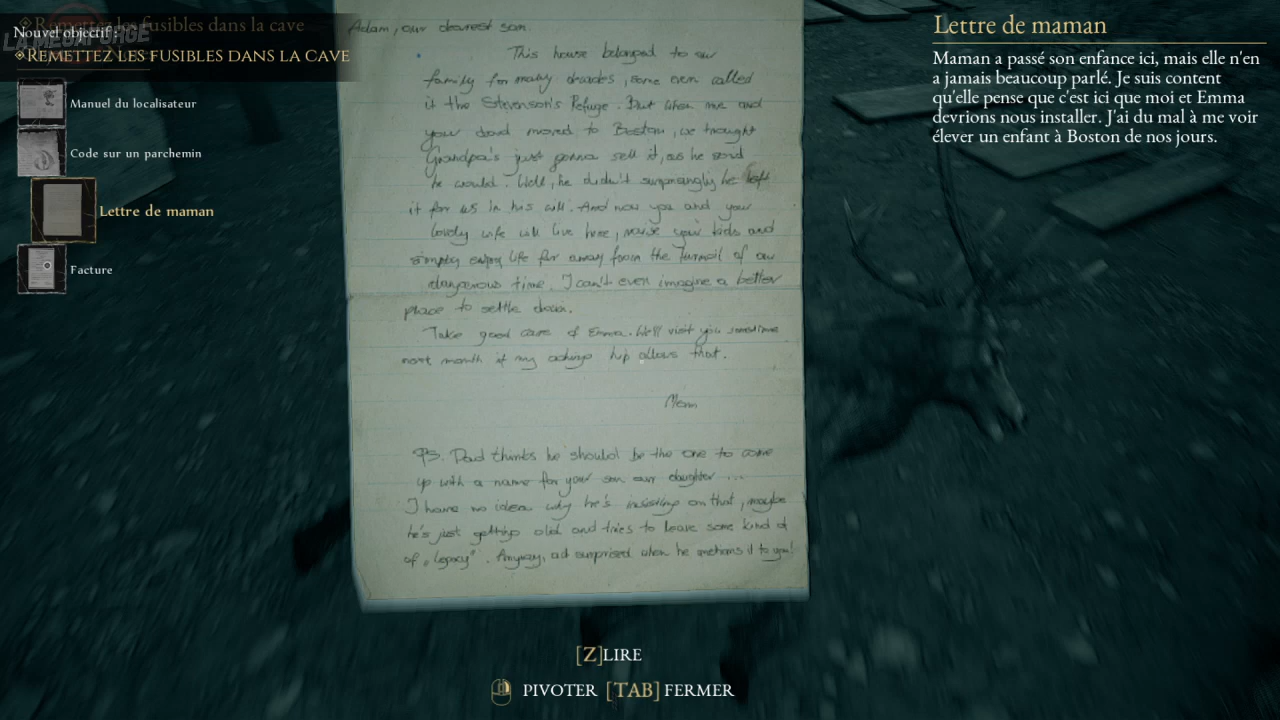 Remettez les fusibles dans la cave
Nouvel objectif :
LA MEGAFORGE
REMETTEZ LES FUSIBLES DANS LA CAVE
Manuel du localisateur
Code sur un parchemin
Lettre de maman
Facture
Adam, our dearest son.
This house belonged to our
family for many decades, some even called
it the Stevenson's Refuge. But when me and
your dad moved to Boston, we thought
Grandpa's just gonna sell it, as he said
he would. Well, he didn't surprisingly he left
it for us in his will. And now you and your
lovely wife will live here, raise your kids and
simply enjoy life far away from the turmoil of our
dangerous time. I can't even imagine a better
place to settle down.
Take good care of Emma. We'll visit you sometime
next month if my aching hip allows that.
Mom
PS. Dad thinks he should be the one to come
up with a name for your son our daughter ...
I have no idea why he's insisting on that, maybe
he's just getting old and tries to leave some kind of
of „legacy". Anyway, act surprised when he mentions it to you!
Lettre de maman
Maman a passé son enfance ici, mais elle n'en
a jamais beaucoup parlé. Je suis content
qu'elle pense que c'est ici que moi et Emma
devrions nous installer. J'ai du mal à me voir
élever un enfant à Boston de nos jours.
[Z]LIRE
PIVOTER [TAB] FERMER